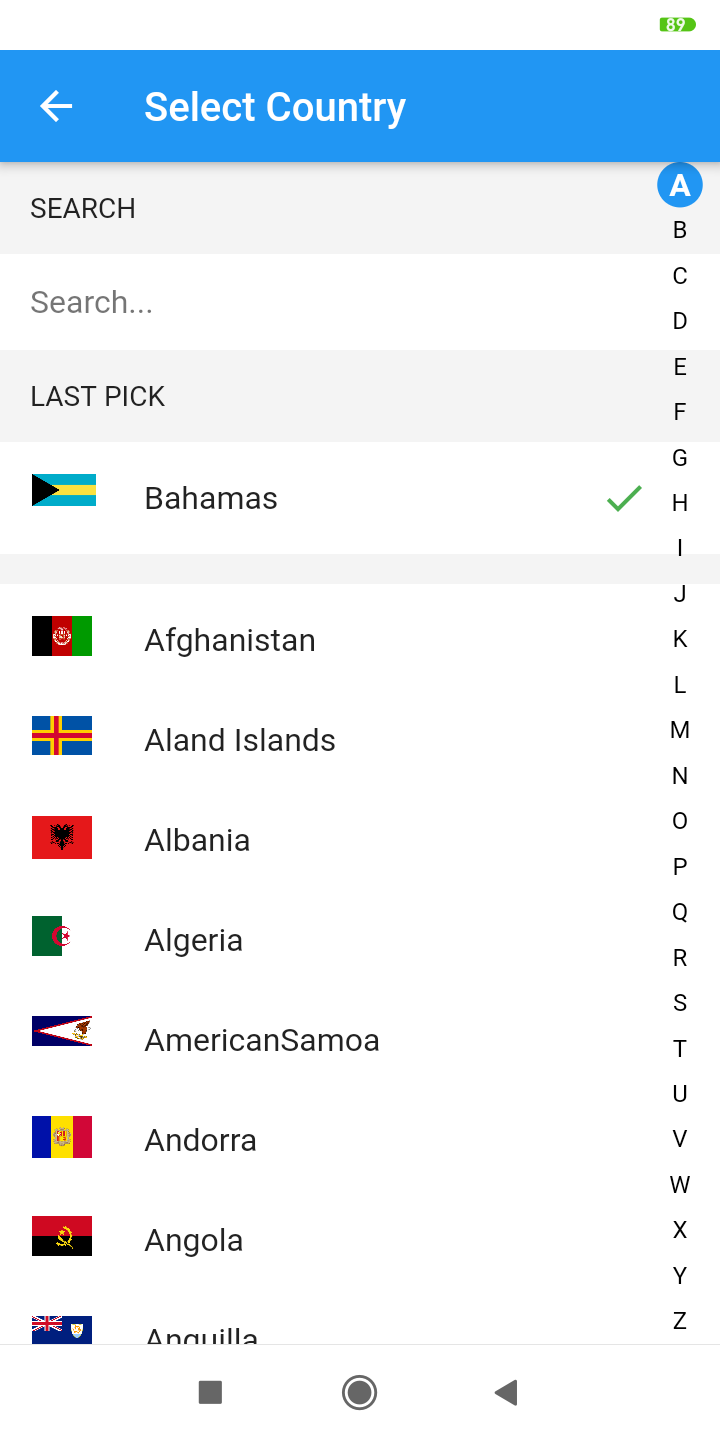 89
Select Country
A
SEARCH
B
C
Search...
D
E
LAST PICK
F
G
Bahamas
H
I
J
Afghanistan
K
L
Aland Islands
M
N
Albania
O
P
Q
Algeria
R
S
AmericanSamoa
T
U
Andorra
V
W
Angola
X
Y
Z
Anguilla